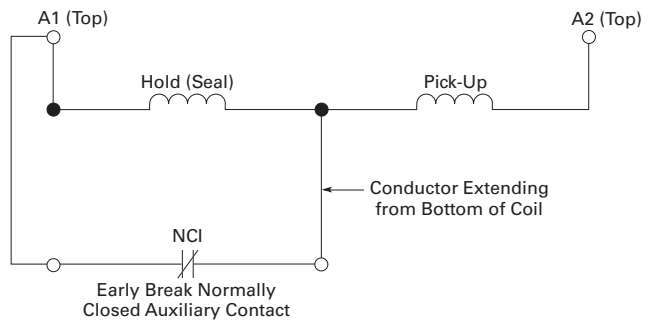 A1 (Top)
A2 (Top)
Hold (Seal)
Pick-Up
Conductor Extending
from Bottom of Coil
NCI
Early Break Normally
Closed Auxiliary Contact